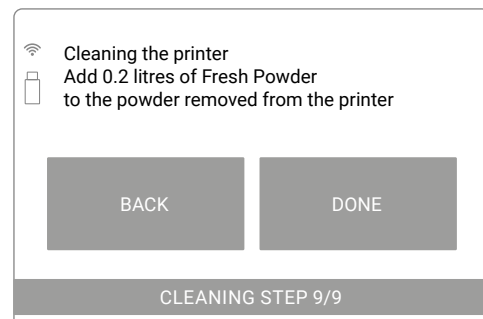 Cleaning the printer
Add 0.2 litres of Fresh Powder
to the powder removed from the printer
BACK
DONE
CLEANING STEP 9/9